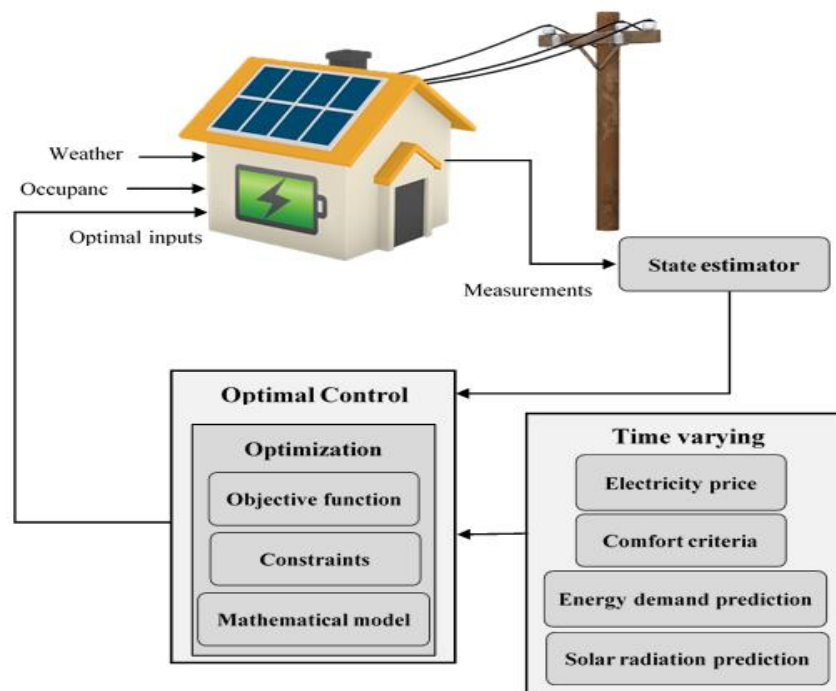 Weather
Occupanc
Optimal inputs
Measurements
State estimator
Optimal Control
Optimization
Objective function
Constraints
Mathematical model
Time varying
Electricity price
Comfort criteria
Energy demand prediction
Solar radiation prediction